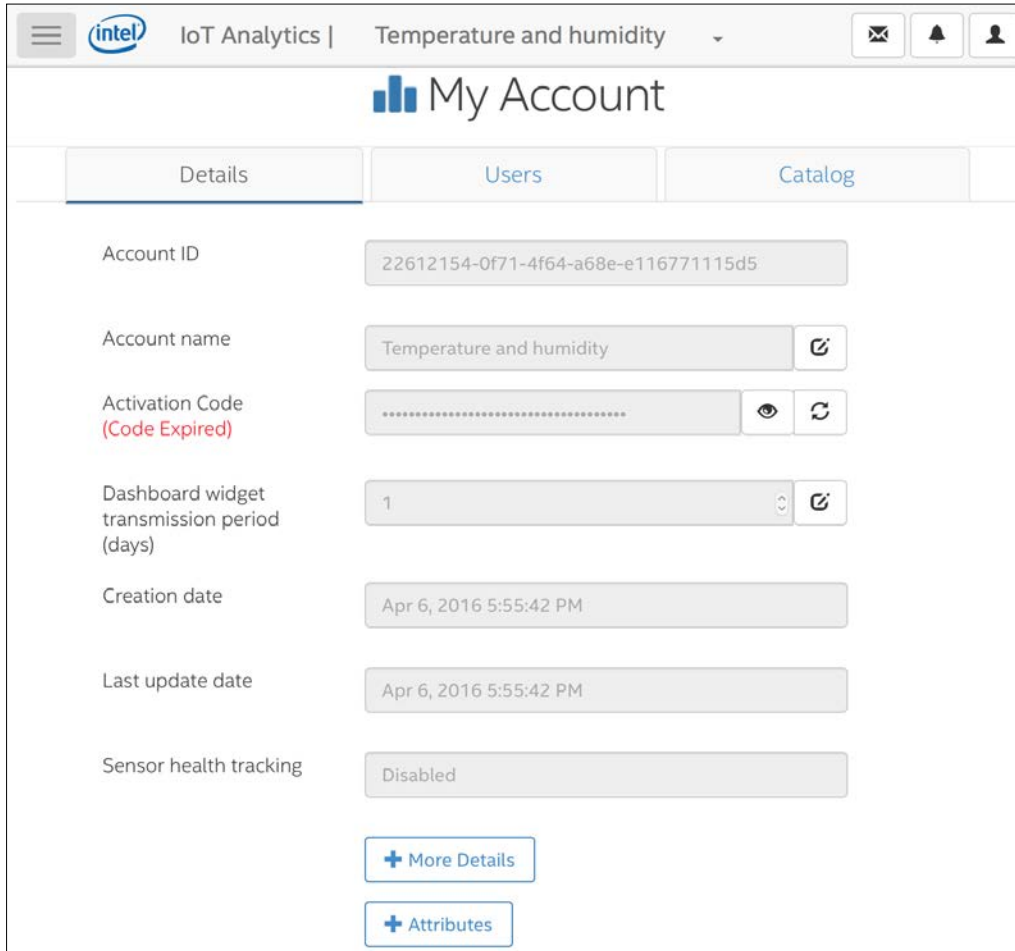 intel IoT Analytics | Temperature and humidity
My Account
Details Users Catalog
Account ID 22612154-0f71-4f64-a68e-e116771115d5
Account name Temperature and humidity
Activation Code
(Code Expired)
Dashboard widget
transmission period
(days)
1
Creation date Apr 6, 2016 5:55:42 PM
Last update date Apr 6, 2016 5:55:42 PM
Sensor health tracking Disabled
More Details
Attributes